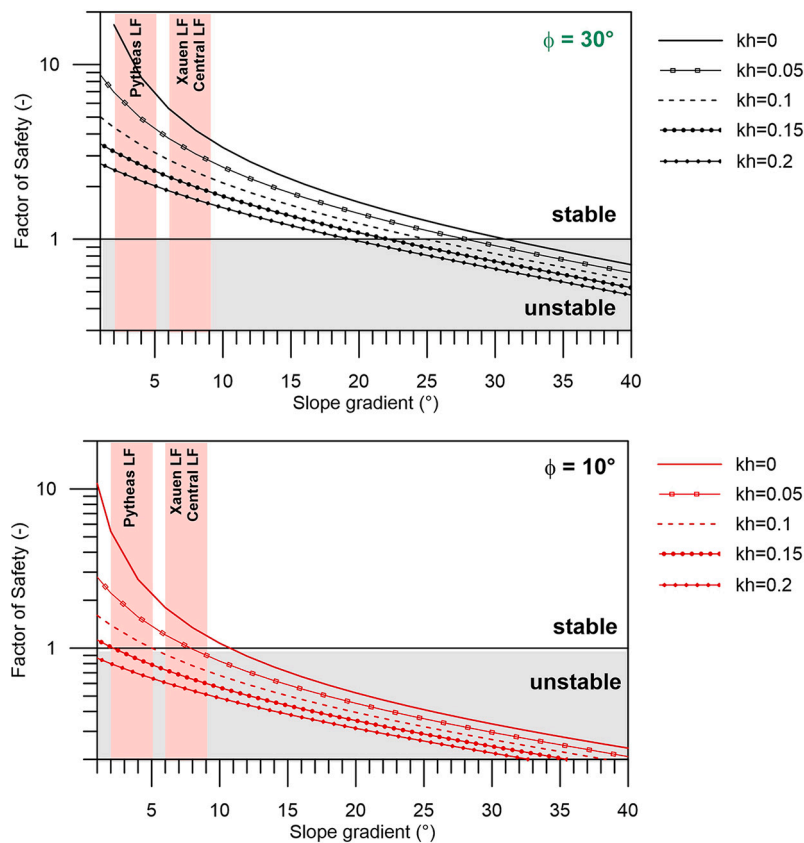 Pytheas LF
Xauen LF
Central LF
ϕ = 30°
kh=0
kh=0.05
kh=0.1
kh=0.15
kh=0.2
10
1
Factor of Safety (-)
stable
unstable
5 10 15 20 25 30 35 40
Slope gradient (°)
Pytheas LF
Xauen LF
Central LF
ϕ = 10°
kh=0
kh=0.05
kh=0.1
kh=0.15
kh=0.2
10
1
Factor of Safety (-)
stable
unstable
5 10 15 20 25 30 35 40
Slope gradient (°)